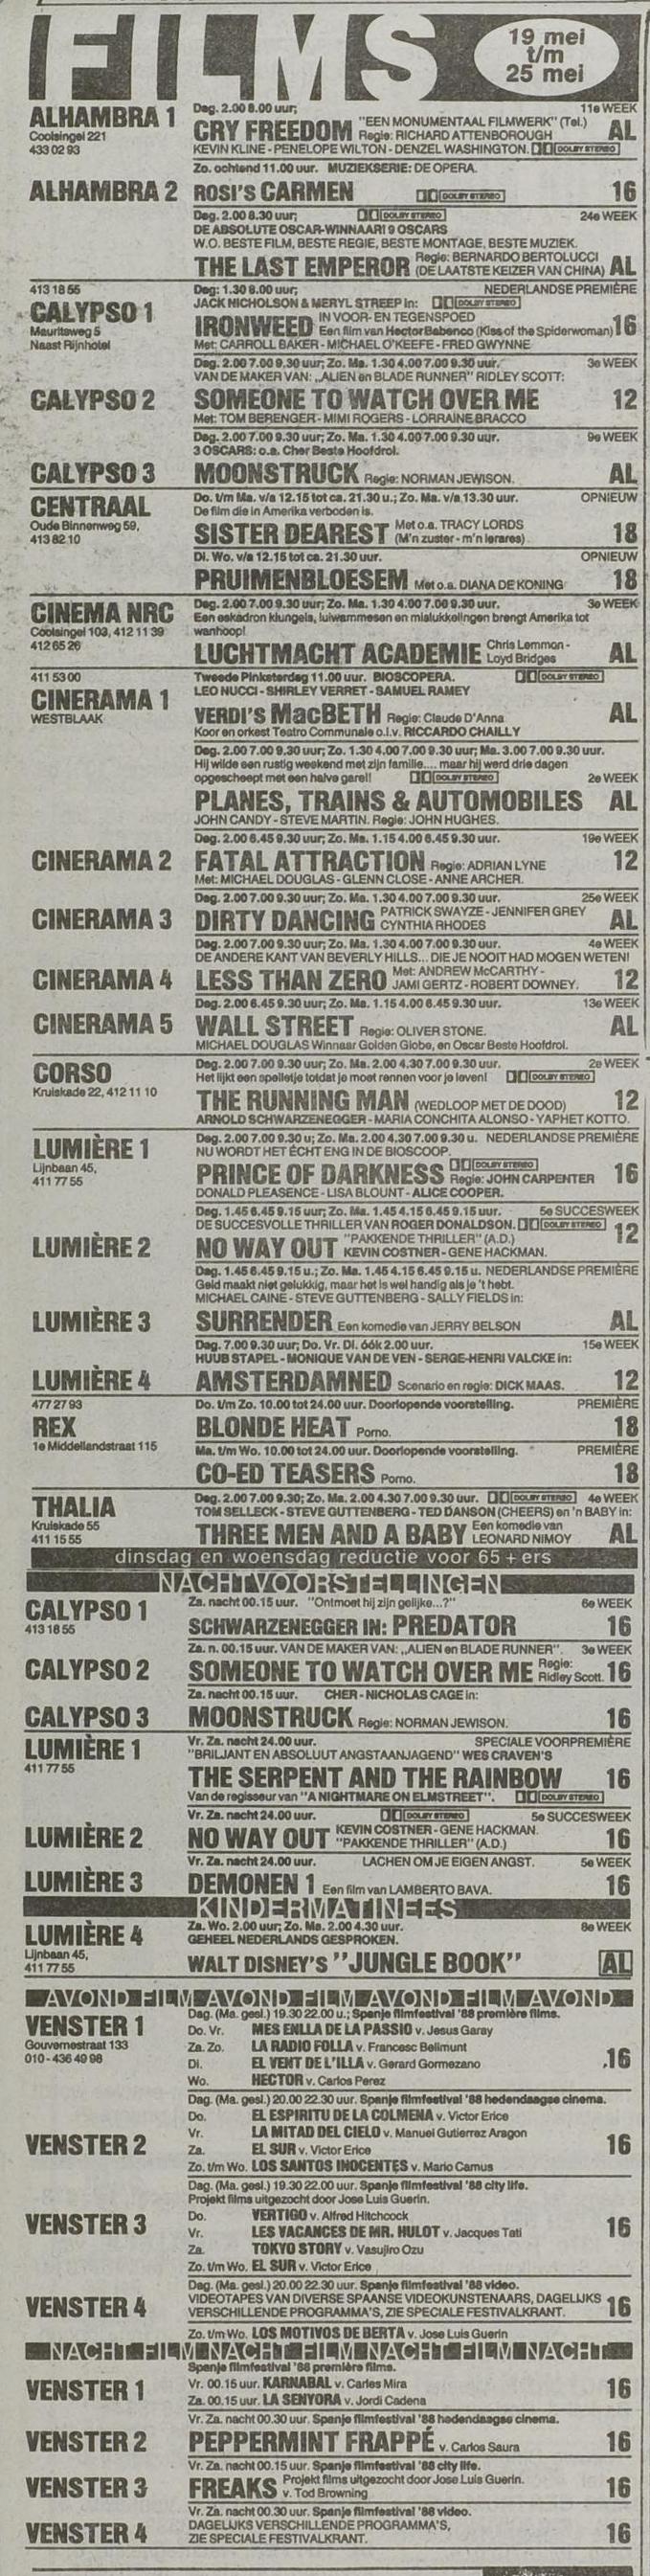 FILMS
19 mei
t/m
25 mei
ALHAMBRA 1
Coolsingel 221
433 02 93
Dag. 2.00 8.00 uur;
11e WEEK
"EEN MONUMENTAAL FILMWERK" (Tel.)
CRY FREEDOM Regie: RICHARD ATTENBOROUGH AL
KEVIN KLINE - PENELOPE WILTON - DENZEL WASHINGTON. DOLBY STEREO
Zo. ochtend 11.00 uur. MUZIEKSERIE: DE OPERA.
ALHAMBRA 2 ROSI'S CARMEN DOLBY STEREO 16
Dag. 2.00 8.30 uur; DOLBY STEREO 24e WEEK
DE ABSOLUTE OSCAR-WINNAAR! 9 OSCARS
W.O. BESTE FILM, BESTE REGIE, BESTE MONTAGE, BESTE MUZIEK.
THE LAST EMPEROR Regie: BERNARDO BERTOLUCCI
(DE LAATSTE KEIZER VAN CHINA) AL
413 18 55
CALYPSO 1
Mauritsweg 5
Naast Rijnhotel
Dag: 1.30 8.00 uur; NEDERLANDSE PREMIÈRE
JACK NICHOLSON & MERYL STREEP in: DOLBY STEREO
IRONWEED IN VOOR- EN TEGENSPOED
Een film van Hector Babenco (Kiss of the Spiderwoman) 16
Met: CARROLL BAKER - MICHAEL O'KEEFE - FRED GWYNNE
Dag. 2.00 7.00 9.30 uur; Zo. Ma. 1.30 4.00 7.00 9.30 uur. 3e WEEK
VAN DE MAKER VAN: „ALIEN en BLADE RUNNER" RIDLEY SCOTT:
CALYPSO 2 SOMEONE TO WATCH OVER ME 12
Met: TOM BERENGER - MIMI ROGERS - LORRAINE BRACCO
Dag. 2.00 7.00 9.30 uur; Zo. Ma. 1.30 4.00 7.00 9.30 uur. 9e WEEK
3 OSCARS: o.a. Cher Beste Hoofdrol.
CALYPSO 3 MOONSTRUCK Regie: NORMAN JEWISON. AL
CENTRAAL
Oude Binnenweg 59,
413 82 10
Do. t/m Ma. v/a 12.15 tot ca. 21.30 u.; Zo. Ma. v/a 13.30 uur. OPNIEUW
De film die in Amerika verboden is.
SISTER DEAREST Met o.a. TRACY LORDS
(M'n zuster - m'n lerares) 18
Di. Wo. v/a 12.15 tot ca. 21.30 uur. OPNIEUW
PRUIMENBLOESEM Met o.a. DIANA DE KONING 18
CINEMA NRC
Coolsingel 103, 412 11 39
412 65 26
Dag. 2.00 7.00 9.30 uur; Zo. Ma. 1.30 4.00 7.00 9.30 uur. 3e WEEK
Een eskadron klungels, luiwammesen en mislukkelingen brengt Amerika tot
wanhoop!
LUCHTMACHT ACADEMIE Chris Lemmon -
Loyd Bridges AL
411 53 00
CINERAMA 1
WESTBLAAK
Tweede Pinksterdag 11.00 uur. BIOSCOPERA. DOLBY STEREO
LEO NUCCI - SHIRLEY VERRET - SAMUEL RAMEY
VERDI'S MacBETH Regie: Claude D'Anna AL
Koor en orkest Teatro Communale o.l.v. RICCARDO CHAILLY
Dag. 2.00 7.00 9.30 uur; Zo. 1.30 4.00 7.00 9.30 uur; Ma. 3.00 7.00 9.30 uur.
Hij wilde een rustig weekend met zijn familie.... maar hij werd drie dagen
opgescheept met een halve gare!! DOLBY STEREO 2e WEEK
PLANES, TRAINS & AUTOMOBILES AL
JOHN CANDY - STEVE MARTIN. Regie: JOHN HUGHES.
Dag. 2.00 6.45 9.30 uur; Zo. Ma. 1.15 4.00 6.45 9.30 uur. 19e WEEK
CINERAMA 2 FATAL ATTRACTION Regie: ADRIAN LYNE 12
Met: MICHAEL DOUGLAS - GLENN CLOSE - ANNE ARCHER.
Dag. 2.00 7.00 9.30 uur; Zo. Ma. 1.30 4.00 7.00 9.30 uur. 25e WEEK
CINERAMA 3 DIRTY DANCING PATRICK SWAYZE - JENNIFER GREY
CYNTHIA RHODES AL
Dag. 2.00 7.00 9.30 uur; Zo. Ma. 1.30 4.00 7.00 9.30 uur. 4e WEEK
DE ANDERE KANT VAN BEVERLY HILLS... DIE JE NOOIT HAD MOGEN WETEN!
CINERAMA 4 LESS THAN ZERO Met: ANDREW McCARTHY -
JAMI GERTZ - ROBERT DOWNEY. 12
Dag. 2.00 6.45 9.30 uur; Zo. Ma. 1.15 4.00 6.45 9.30 uur. 13e WEEK
CINERAMA 5 WALL STREET Regie: OLIVER STONE. AL
MICHAEL DOUGLAS Winnaar Golden Globe, en Oscar Beste Hoofdrol.
CORSO
Kruiskade 22, 412 11 10
Dag. 2.00 7.00 9.30 uur; Zo. Ma. 2.00 4.30 7.00 9.30 uur. 2e WEEK
Het lijkt een spelletje totdat je moet rennen voor je leven! DOLBY STEREO
THE RUNNING MAN (WEDLOOP MET DE DOOD) 12
ARNOLD SCHWARZENEGGER - MARIA CONCHITA ALONSO - YAPHET KOTTO.
LUMIÈRE 1
Lijnbaan 45,
411 77 55
Dag. 2.00 7.00 9.30 u; Zo. Ma. 2.00 4.30 7.00 9.30 u. NEDERLANDSE PREMIÈRE
NU WORDT HET ÉCHT ENG IN DE BIOSCOOP.
PRINCE OF DARKNESS DOLBY STEREO
Regie: JOHN CARPENTER 16
DONALD PLEASENCE - LISA BLOUNT - ALICE COOPER.
Dag. 1.45 6.45 9.15 uur; Zo. Ma. 1.45 4.15 6.45 9.15 uur. 5e SUCCESWEEK
DE SUCCESVOLLE THRILLER VAN ROGER DONALDSON. DOLBY STEREO
LUMIÈRE 2 NO WAY OUT "PAKKENDE THRILLER" (A.D.)
KEVIN COSTNER - GENE HACKMAN. 12
Dag. 1.45 6.45 9.15 u.; Zo. Ma. 1.45 4.15 6.45 9.15 u. NEDERLANDSE PREMIÈRE
Geld maakt niet gelukkig, maar het is wel handig als je 't hebt.
MICHAEL CAINE - STEVE GUTTENBERG - SALLY FIELDS in:
LUMIÈRE 3 SURRENDER Een komedie van JERRY BELSON AL
Dag. 7.00 9.30 uur; Do. Vr. Di. óók 2.00 uur. 15e WEEK
HUUB STAPEL - MONIQUE VAN DE VEN - SERGE-HENRI VALCKE in:
LUMIÈRE 4 AMSTERDAMNED Scenario en regie: DICK MAAS. 12
477 27 93
REX
1e Middellandstraat 115
Do. t/m Zo. 10.00 tot 24.00 uur. Doorlopende voorstelling. PREMIÈRE
BLONDE HEAT Porno. 18
Ma. t/m Wo. 10.00 tot 24.00 uur. Doorlopende voorstelling. PREMIÈRE
CO-ED TEASERS Porno. 18
THALIA
Kruiskade 55
411 15 55
Dag. 2.00 7.00 9.30; Zo. Ma. 2.00 4.30 7.00 9.30 uur. DOLBY STEREO 4e WEEK
TOM SELLECK - STEVE GUTTENBERG - TED DANSON (CHEERS) en 'n BABY in:
THREE MEN AND A BABY Een komedie van
LEONARD NIMOY AL
dinsdag en woensdag reductie voor 65 + ers
NACHTVOORSTELLINGEN
CALYPSO 1
413 18 55
Za. nacht 00.15 uur. "Ontmoet hij zijn gelijke...?" 6e WEEK
SCHWARZENEGGER IN: PREDATOR 16
Za. n. 00.15 uur. VAN DE MAKER VAN: „ALIEN en BLADE RUNNER". 3e WEEK
CALYPSO 2 SOMEONE TO WATCH OVER ME Regie:
Ridley Scott. 16
Za. nacht 00.15 uur. CHER - NICHOLAS CAGE in:
CALYPSO 3 MOONSTRUCK Regie: NORMAN JEWISON. 16
LUMIÈRE 1
411 77 55
Vr. Za. nacht 24.00 uur. SPECIALE VOORPREMIÈRE
"BRILJANT EN ABSOLUUT ANGSTAANJAGEND" WES CRAVEN'S
THE SERPENT AND THE RAINBOW 16
Van de regisseur van "A NIGHTMARE ON ELMSTREET". DOLBY STEREO
Vr. Za. nacht 24.00 uur. DOLBY STEREO 5e SUCCESWEEK
LUMIÈRE 2 NO WAY OUT KEVIN COSTNER - GENE HACKMAN.
"PAKKENDE THRILLER" (A.D.) 16
Vr. Za. nacht 24.00 uur. LACHEN OM JE EIGEN ANGST. 5e WEEK
LUMIÈRE 3 DEMONEN 1 Een film van LAMBERTO BAVA. 16
KINDERMATINEES
LUMIÈRE 4
Lijnbaan 45,
411 77 55
Za. Wo. 2.00 uur; Zo. Ma. 2.00 4.30 uur. 8e WEEK
GEHEEL NEDERLANDS GESPROKEN.
WALT DISNEY'S "JUNGLE BOOK" AL
AVOND FILM AVOND FILM AVOND FILM AVOND
VENSTER 1
Gouvernestraat 133
010 - 436 49 98
Dag. (Ma. gesl.) 19.30 22.00 u.; Spanje filmfestival '88 première films.
Do. Vr. MES ENLLA DE LA PASSIO v. Jesus Garay
Za. Zo. LA RADIO FOLLA v. Francesc Bellmunt
Di. EL VENT DE L'ILLA v. Gerard Gormezano 16
Wo. HECTOR v. Carlos Perez
Dag. (Ma. gesl.) 20.00 22.30 uur. Spanje filmfestival '88 hedendaagse cinema.
Do. EL ESPIRITU DE LA COLMENA v. Victor Erice
Vr. LA MITAD DEL CIELO v. Manuel Gutierrez Aragon
VENSTER 2 Za. EL SUR v. Victor Erice 16
Zo. t/m Wo. LOS SANTOS INOCENTES v. Mario Camus
Dag. (Ma. gesl.) 19.30 22.00 uur. Spanje filmfestival '88 city life.
Projekt films uitgezocht door Jose Luis Guerin.
VENSTER 3 Do. VERTIGO v. Alfred Hitchcock 16
Vr. LES VACANCES DE MR. HULOT v. Jacques Tati
Za. TOKYO STORY v. Vasujiro Ozu
Zo. t/m Wo. EL SUR v. Victor Erice
Dag. (Ma. gesl.) 20.00 22.30 uur. Spanje filmfestival '88 video.
VENSTER 4 VIDEOTAPES VAN DIVERSE SPAANSE VIDEOKUNSTENAARS, DAGELIJKS
VERSCHILLENDE PROGRAMMA'S, ZIE SPECIALE FESTIVALKRANT. 16
Zo. t/m Wo. LOS MOTIVOS DE BERTA v. Jose Luis Guerin
NACHT FILM NACHT FILM NACHT FILM NACHT
Spanje filmfestival '88 première films.
VENSTER 1 Vr. 00.15 uur. KARNABAL v. Carles Mira 16
Za. 00.15 uur. LA SENYORA v. Jordi Cadena
Vr. Za. nacht 00.30 uur. Spanje filmfestival '88 hedendaagse cinema.
VENSTER 2 PEPPERMINT FRAPPÉ v. Carlos Saura 16
Vr. Za. nacht 00.15 uur. Spanje filmfestival '88 city life.
VENSTER 3 FREAKS Projekt films uitgezocht door Jose Luis Guerin.
v. Tod Browning 16
Vr. Za. nacht 00.30 uur. Spanje filmfestival '88 video.
VENSTER 4 DAGELIJKS VERSCHILLENDE PROGRAMMA'S,
ZIE SPECIALE FESTIVALKRANT. 16